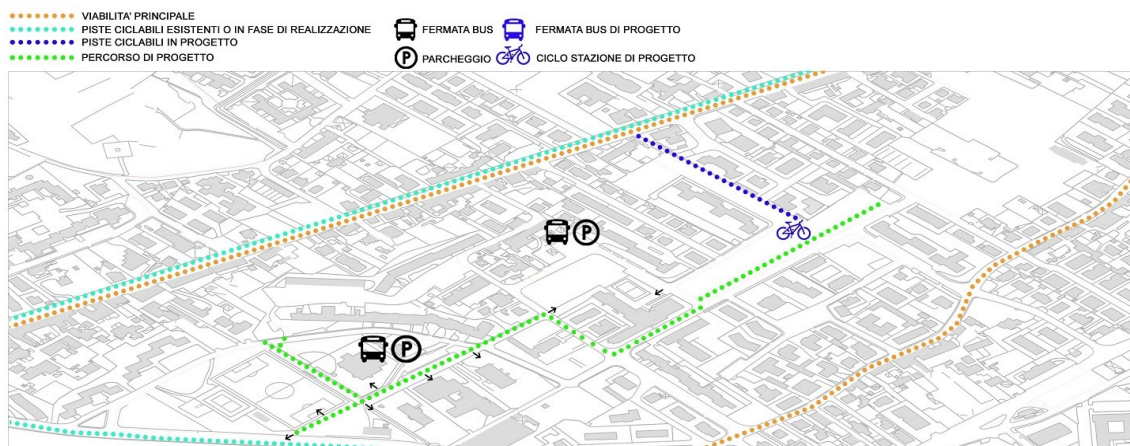 VIABILITA' PRINCIPALE
PISTE CICLABILI ESISTENTI O IN FASE DI REALIZZAZIONE
PISTE CICLABILI IN PROGETTO
PERCORSO DI PROGETTO
FERMATA BUS
FERMATA BUS DI PROGETTO
P PARCHEGGIO
CICLO STAZIONE DI PROGETTO
P
P